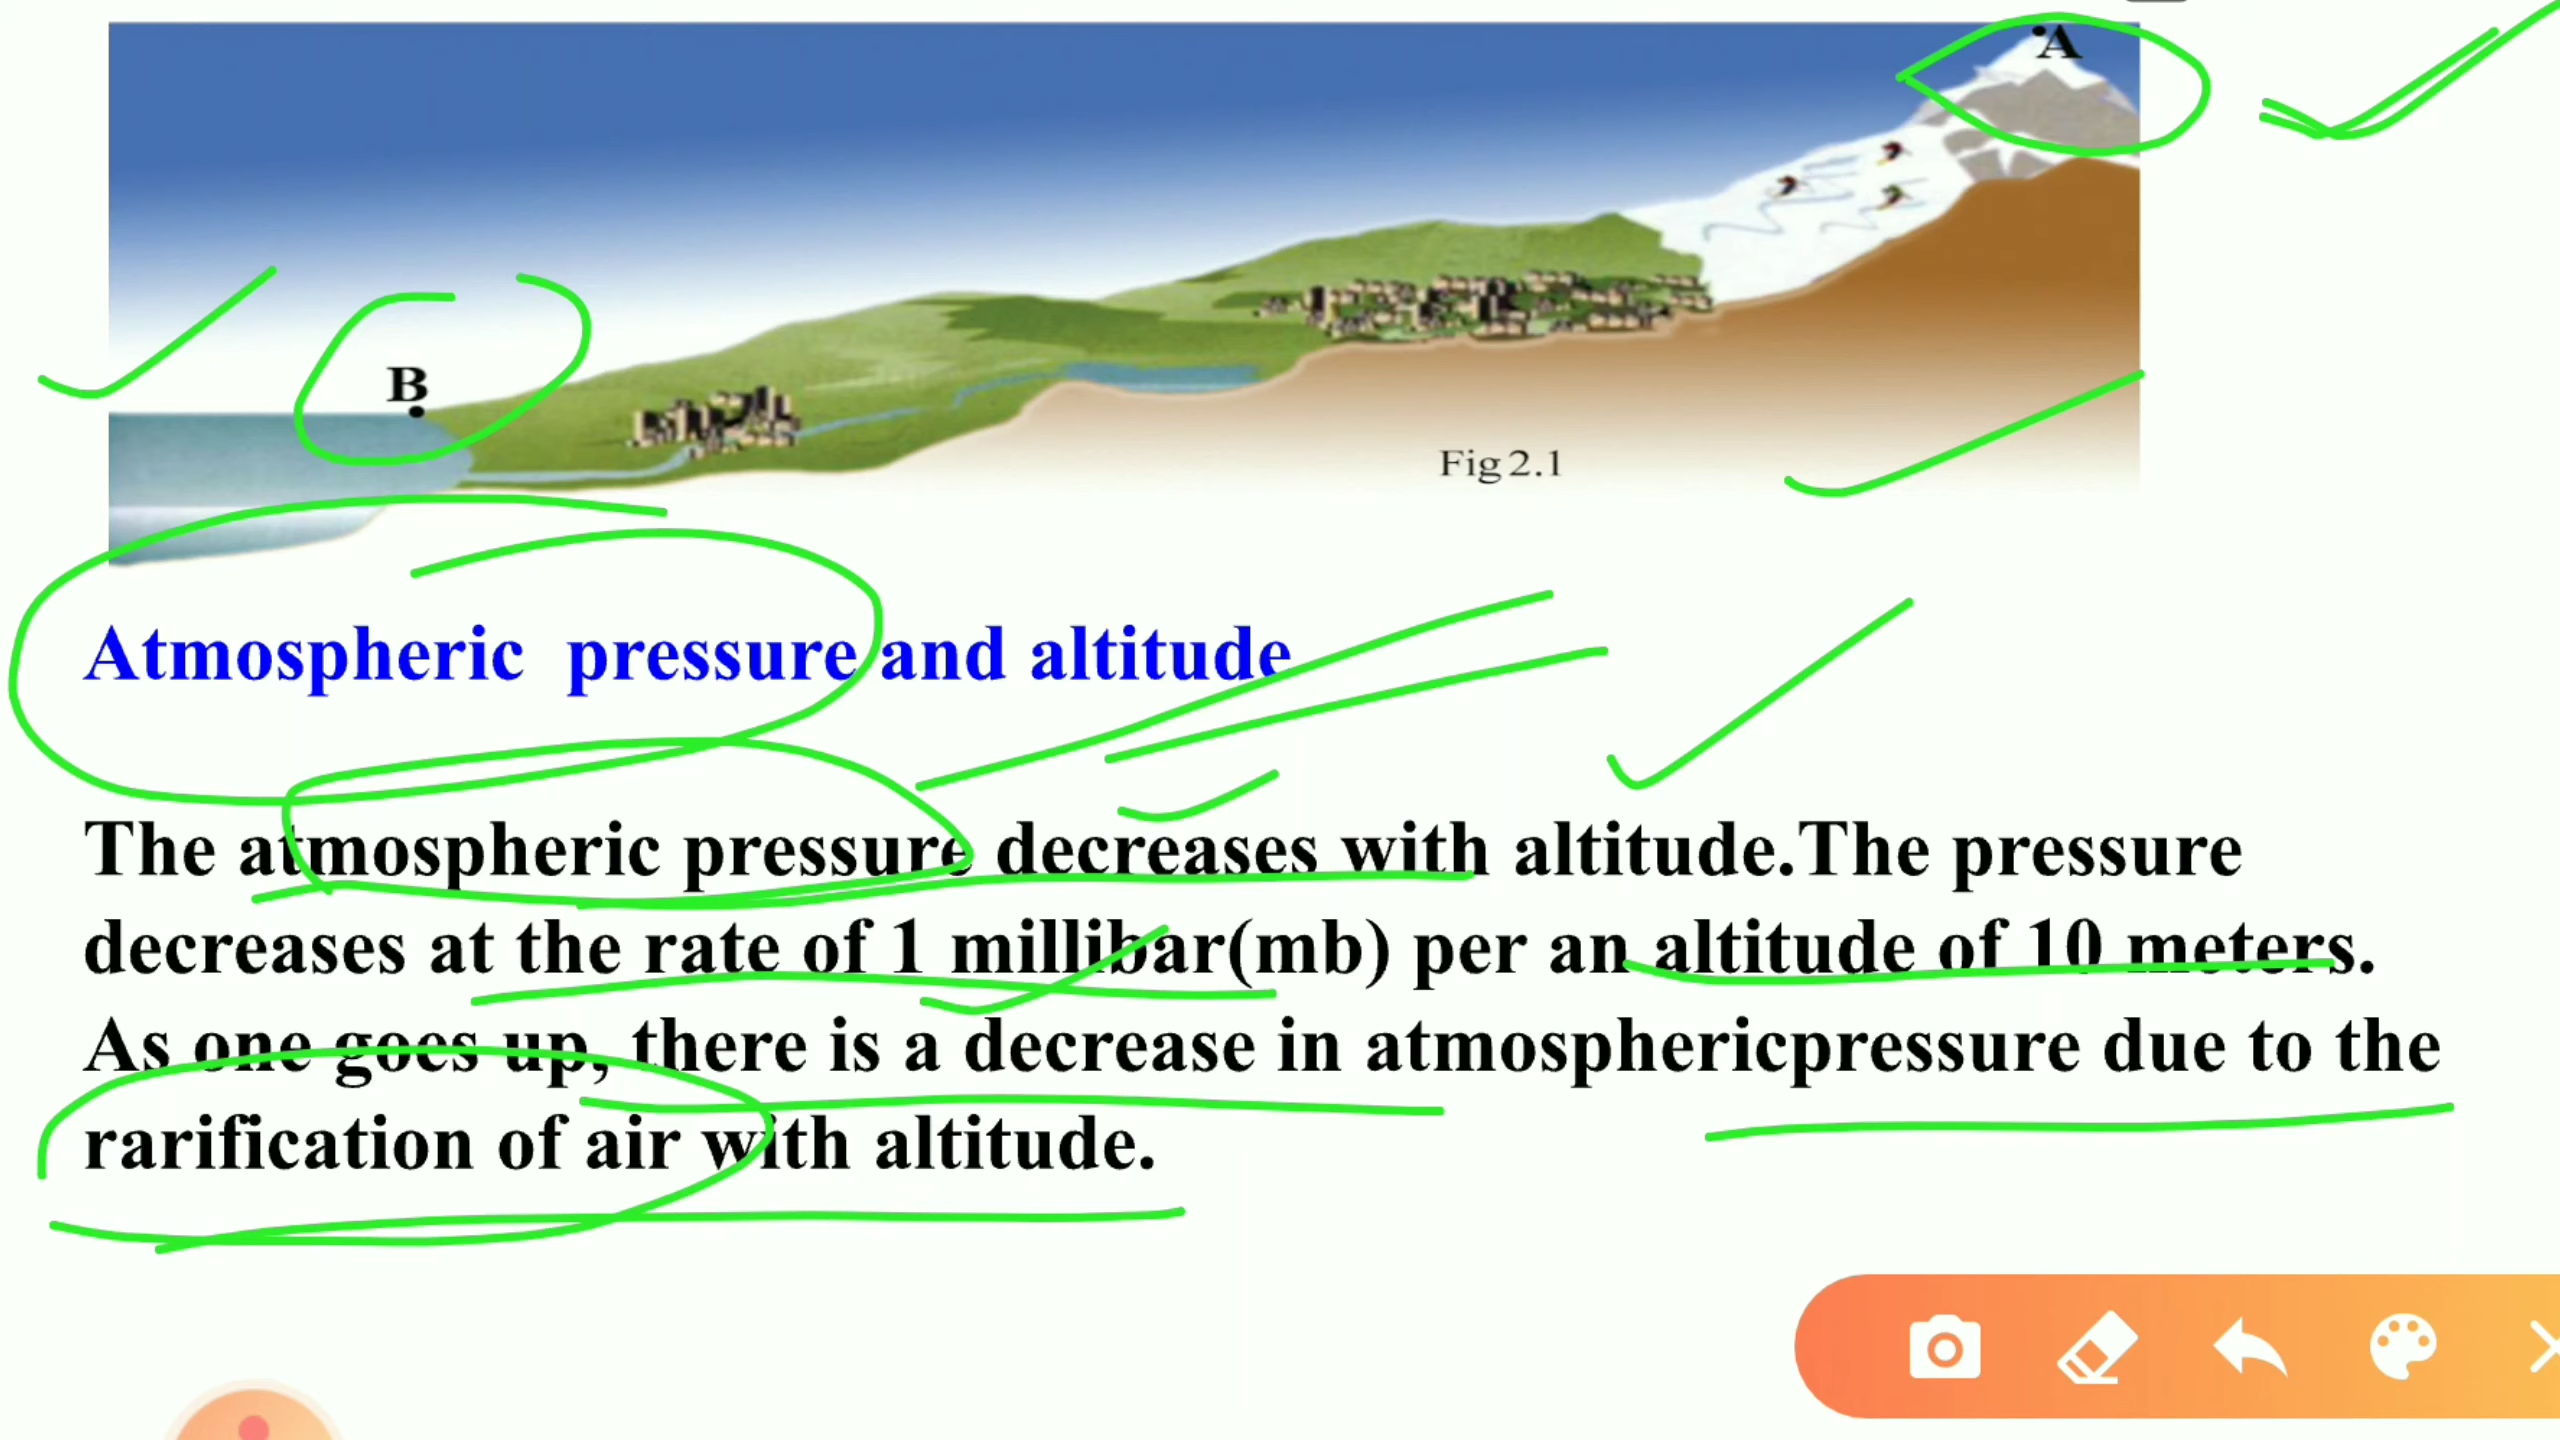 A
B
Fig 2.1
Atmospheric pressure and altitude
The atmospheric pressure decreases with altitude.The pressure
decreases at the rate of 1 millibar(mb) per an altitude of 10 meters.
As one goes up, there is a decrease in atmosphericpressure due to the
rarification of air with altitude.